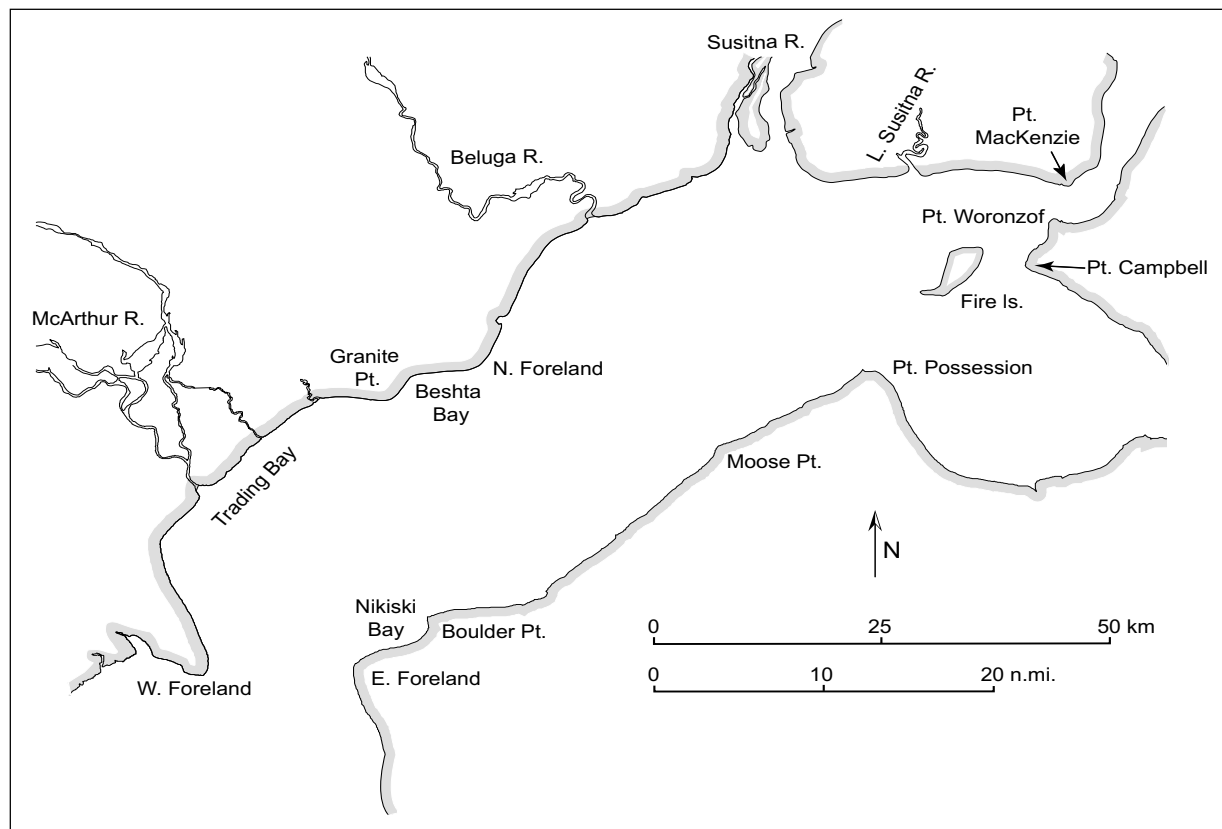 Susitna R.
L. Susitna R.
Pt.
MacKenzie
Beluga R.
Pt. Woronzof
Pt. Campbell
Fire Is.
McArthur R.
Granite
Pt.
N. Foreland
Beshta
Bay
Pt. Possession
Moose Pt.
Trading Bay
N
Nikiski
Bay
Boulder Pt.
0 25 50 km
E. Foreland
W. Foreland
0 10 20 n.mi.